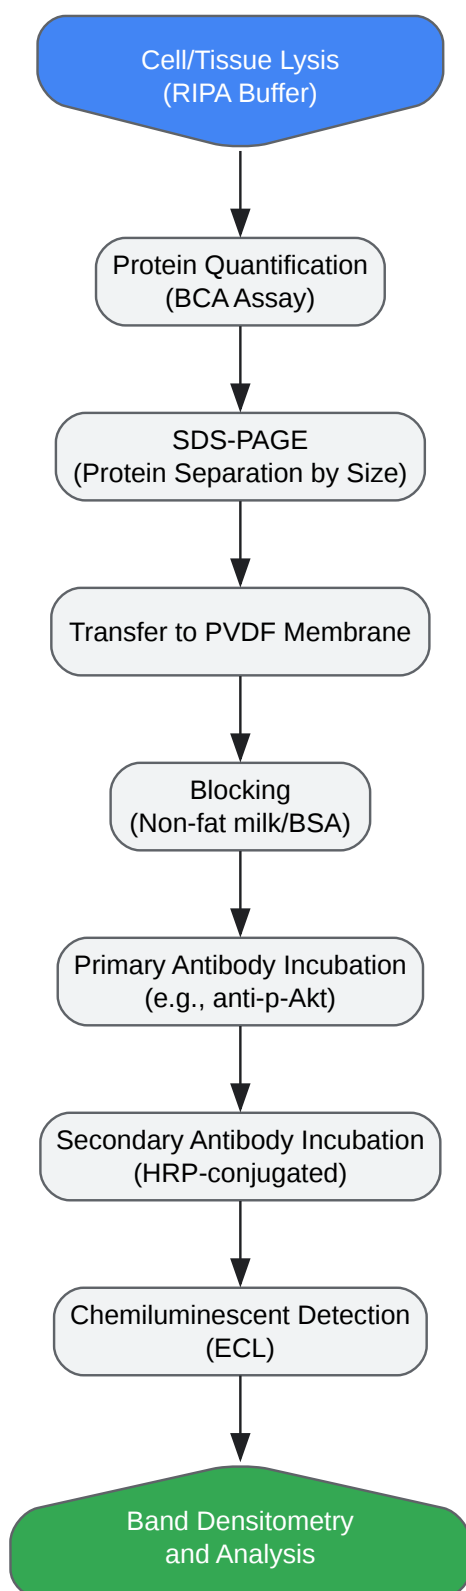 Cell/Tissue Lysis
(RIPA Buffer)
Protein Quantification
(BCA Assay)
SDS-PAGE
(Protein Separation by Size)
Transfer to PVDF Membrane
Blocking
(Non-fat milk/BSA)
Primary Antibody Incubation
(e.g., anti-p-Akt)
Secondary Antibody Incubation
(HRP-conjugated)
Chemiluminescent Detection
(ECL)
Band Densitometry
and Analysis